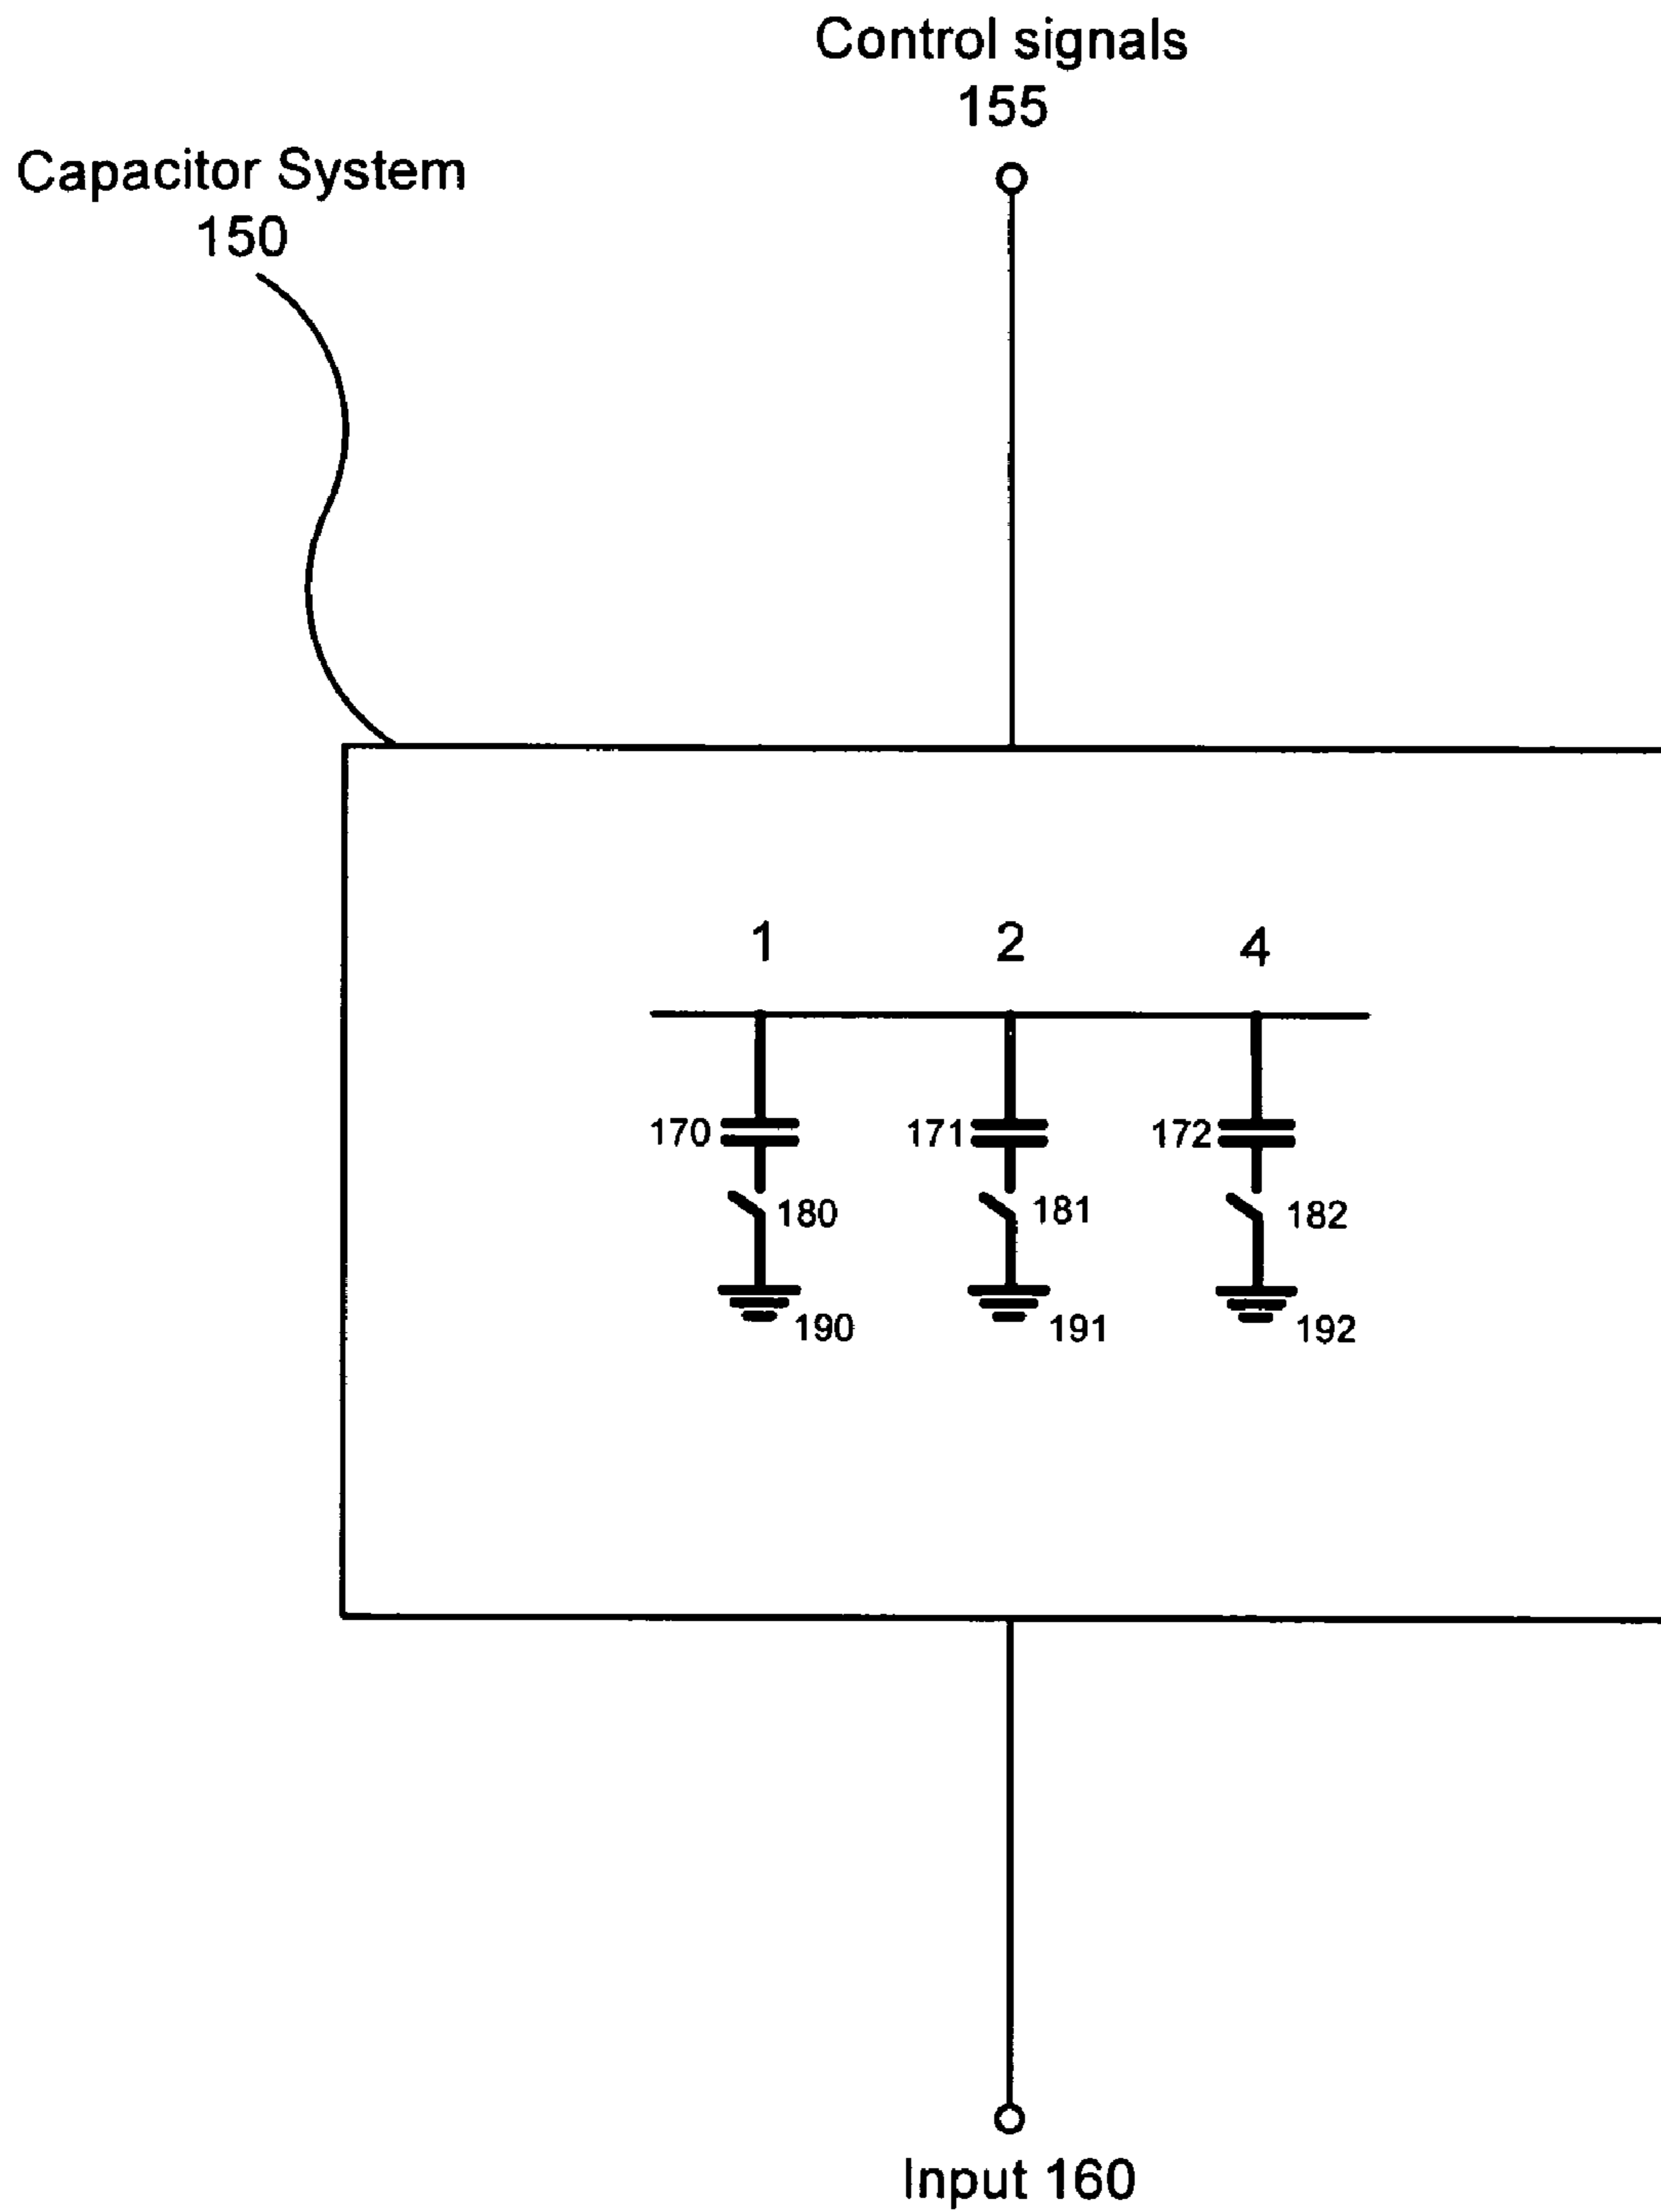 Control signals
155
Capacitor System
150
1 2 4
170 171 172
180 181 182
190 191 192
Input 160